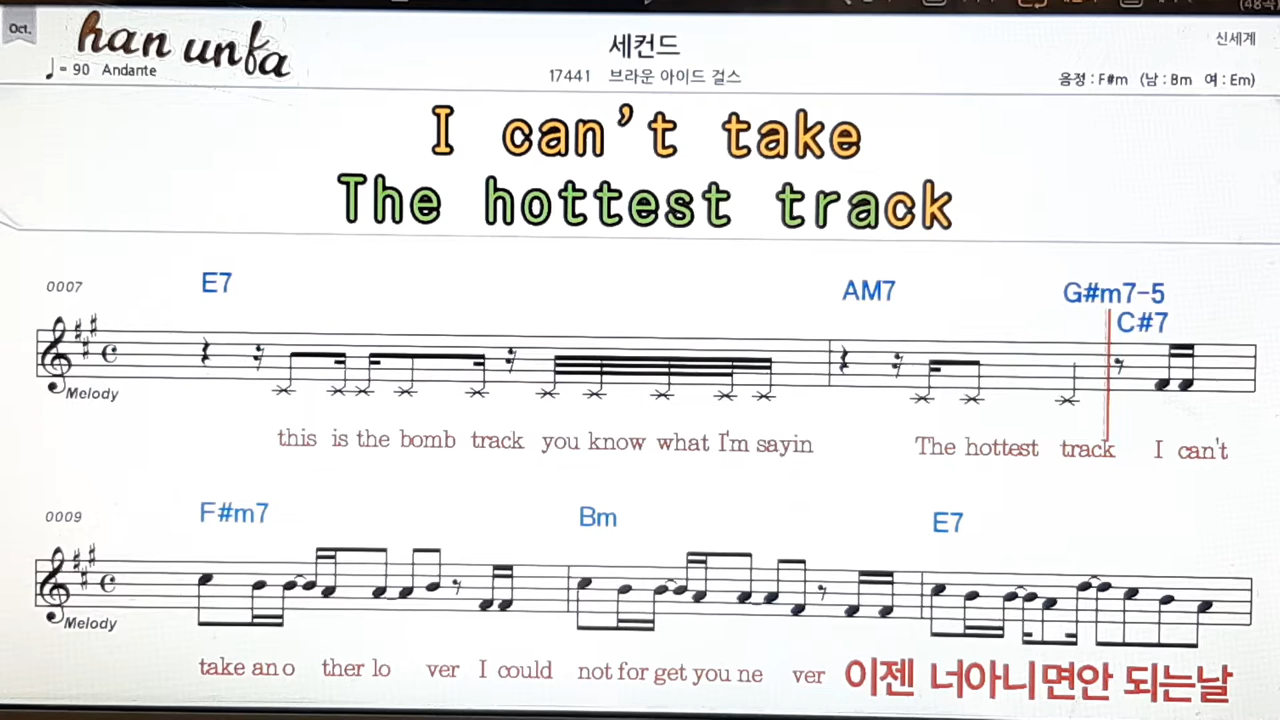 Oct. han unfa
세컨드
신세계
♩= 90 Andante
17441 브라운 아이드 걸스
음정 : F#m (남 : Bm 여 : Em)
I can't take
The hottest track
0007 E7 AM7 G#m7-5
C#7
Melody
this is the bomb track you know what I'm sayin The hottest track I can't
0009 F#m7 Bm E7
Melody
take an o ther lo ver I could not for get you ne ver 이젠 너아니면안 되는날